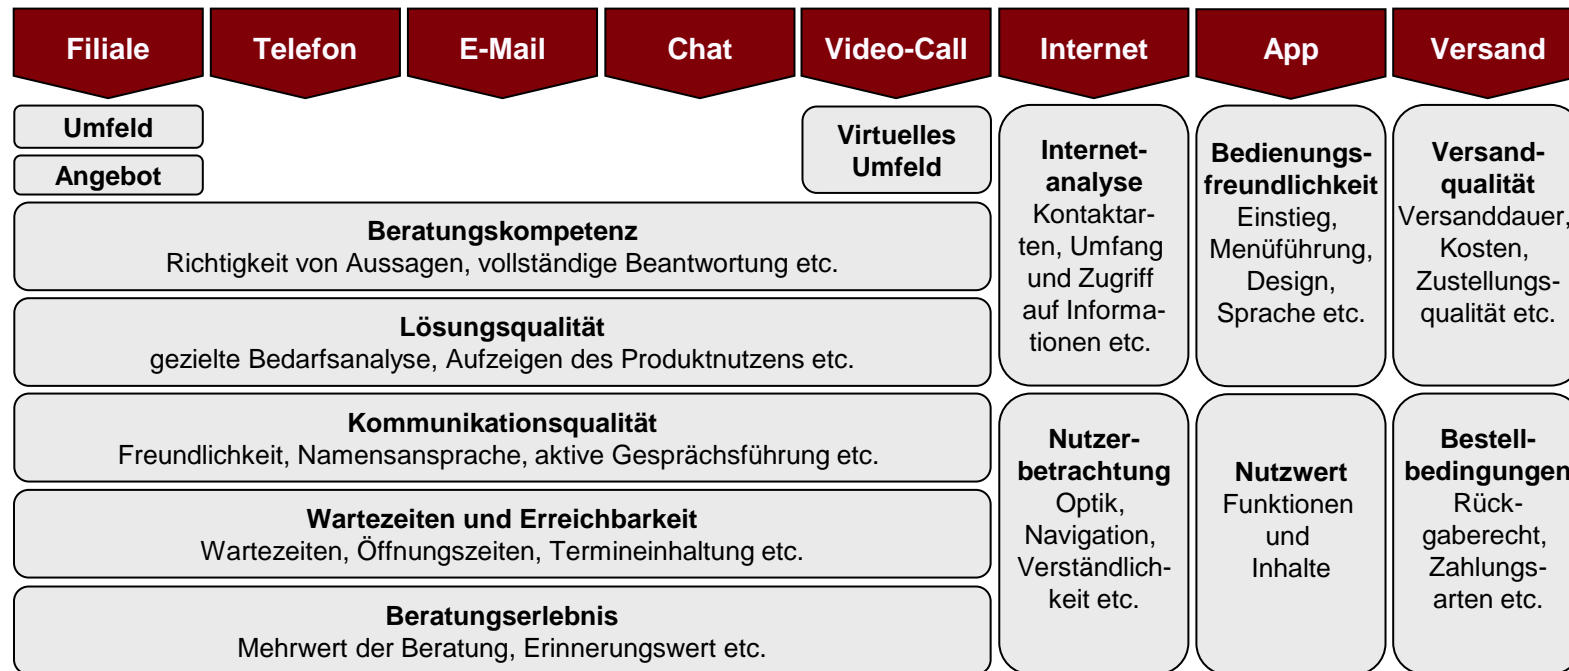 Filiale
Telefon
E-Mail
Chat
Video-Call
Internet
App
Versand
Umfeld
Angebot
Virtuelles
Umfeld
Beratungskompetenz
Richtigkeit von Aussagen, vollständige Beantwortung etc.
Lösungsqualität
gezielte Bedarfsanalyse, Aufzeigen des Produktnutzens etc.
Kommunikationsqualität
Freundlichkeit, Namensansprache, aktive Gesprächsführung etc.
Wartezeiten und Erreichbarkeit
Wartezeiten, Öffnungszeiten, Termineinhaltung etc.
Beratungserlebnis
Mehrwert der Beratung, Erinnerungswert etc.
Internet-
analyse
Kontaktar-
ten, Umfang
und Zugriff
auf Informa-
tionen etc.
Nutzer-
betrachtung
Optik,
Navigation,
Verständlich-
keit etc.
Bedienungs-
freundlichkeit
Einstieg,
Menüführung,
Design,
Sprache etc.
Nutzwert
Funktionen
und
Inhalte
Versand-
qualität
Versanddauer,
Kosten,
Zustellungs-
qualität etc.
Bestell-
bedingungen
Rück-
gaberecht,
Zahlungs-
arten etc.